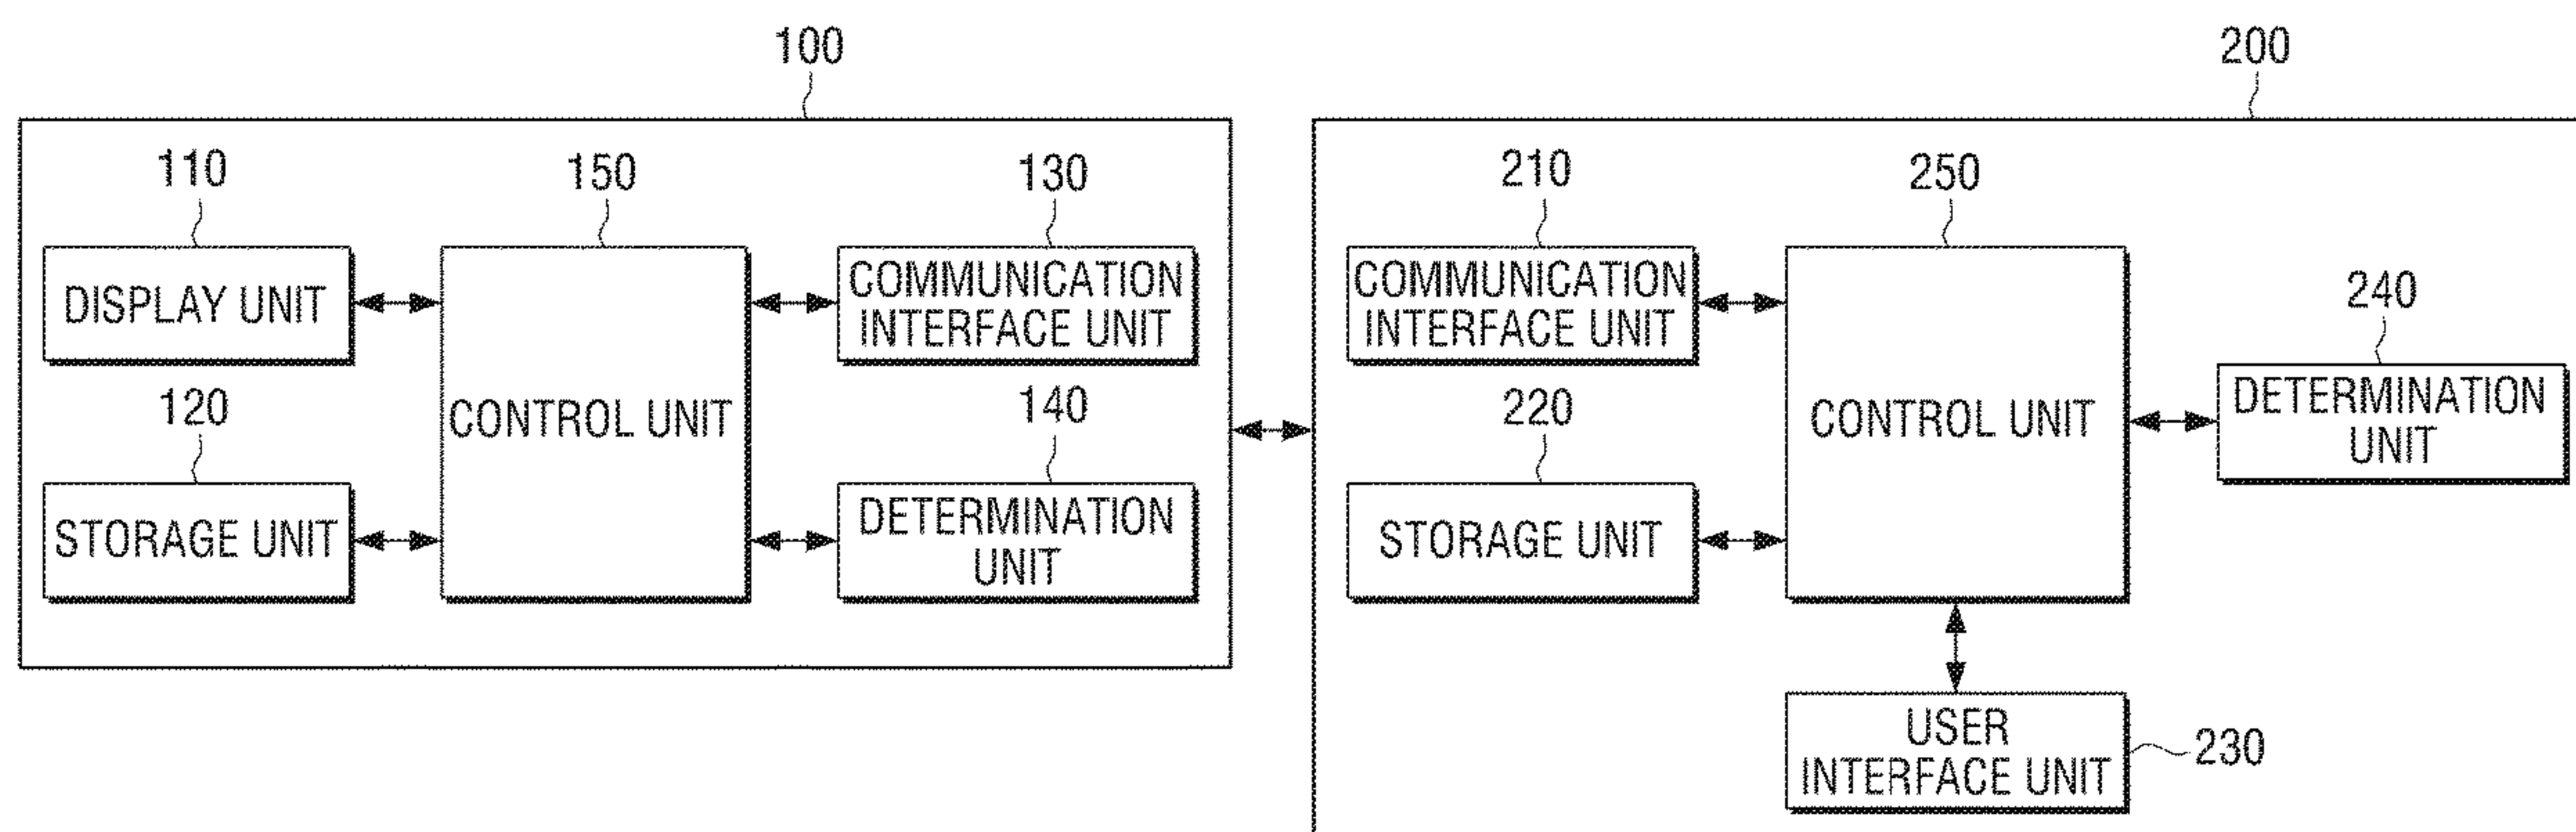 100
200
110
150
130
210
250
DISPLAY UNIT
CONTROL UNIT
COMMUNICATION
INTERFACE UNIT
COMMUNICATION
INTERFACE UNIT
CONTROL UNIT
240
DETERMINATION
UNIT
120
140
220
STORAGE UNIT
DETERMINATION
UNIT
STORAGE UNIT
USER
INTERFACE UNIT
230